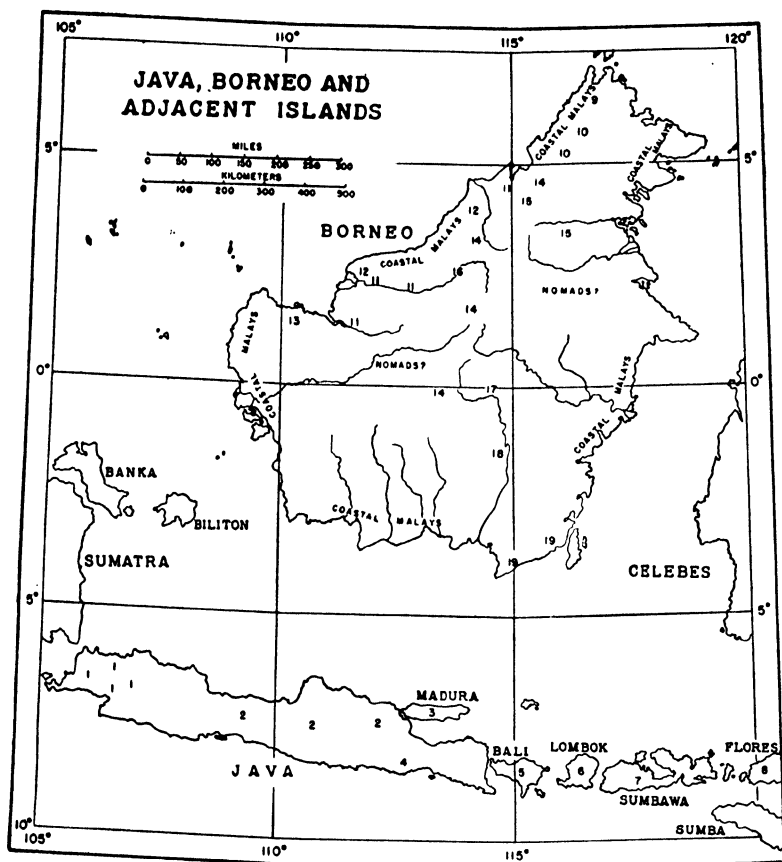 105°
110°
115°
120°
JAVA, BORNEO AND
ADJACENT ISLANDS
MILES
0 50 100 150 200 250 300
KILOMETERS
0 100 200 300 400 500
5°
5°
COASTAL MALAYS
9
10
10
COASTAL MALAYS
11
14
15
12
BORNEO
MALAYS
COASTAL
14
15
12
11
11
16
NOMADS?
13
11
14
MALAYS
COASTAL
NOMADS?
MALAYS
COASTAL
0°
0°
14
17
18
BANKA
BILITON
COASTAL MALAYS
19
19
SUMATRA
CELEBES
5°
5°
1
1
1
1
MADURA
3
2
2
2
4
JAVA
BALI
5
LOMBOK
6
7
SUMBAWA
FLORES
8
SUMBA
10°
10°
105°
110°
115°